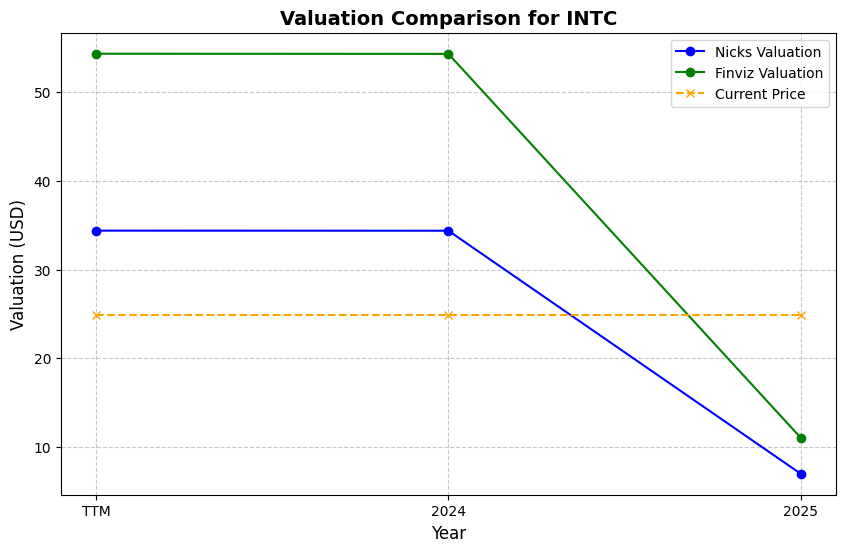 Valuation Comparison for INTC
Nicks Valuation
Finviz Valuation
Current Price
Valuation (USD)
50
40
30
20
10
TTM
2024
2025
Year